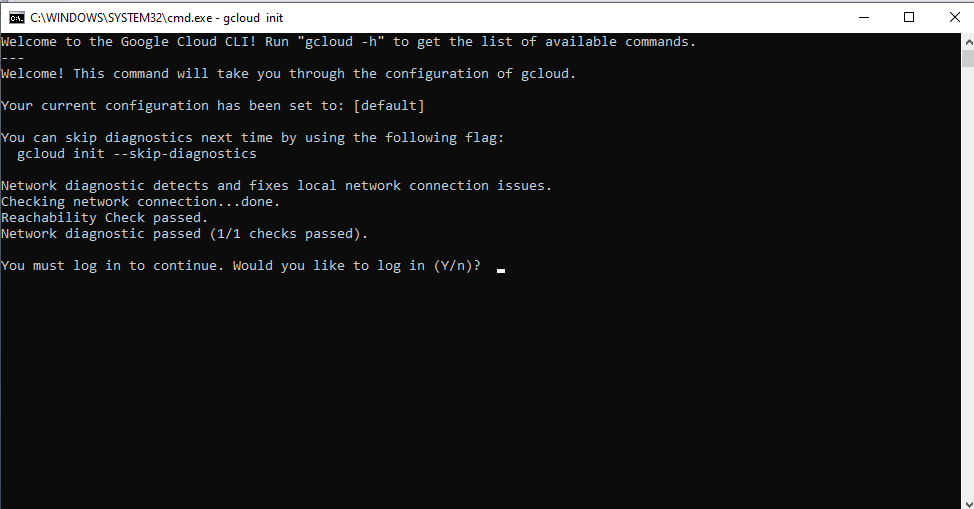 C:\WINDOWS\SYSTEM32\cmd.exe - gcloud  init
Welcome to the Google Cloud CLI! Run "gcloud -h" to get the list of available commands.
---
Welcome! This command will take you through the configuration of gcloud.
Your current configuration has been set to: [default]
You can skip diagnostics next time by using the following flag:
  gcloud init --skip-diagnostics
Network diagnostic detects and fixes local network connection issues.
Checking network connection...done.
Reachability Check passed.
Network diagnostic passed (1/1 checks passed).
You must log in to continue. Would you like to log in (Y/n)?